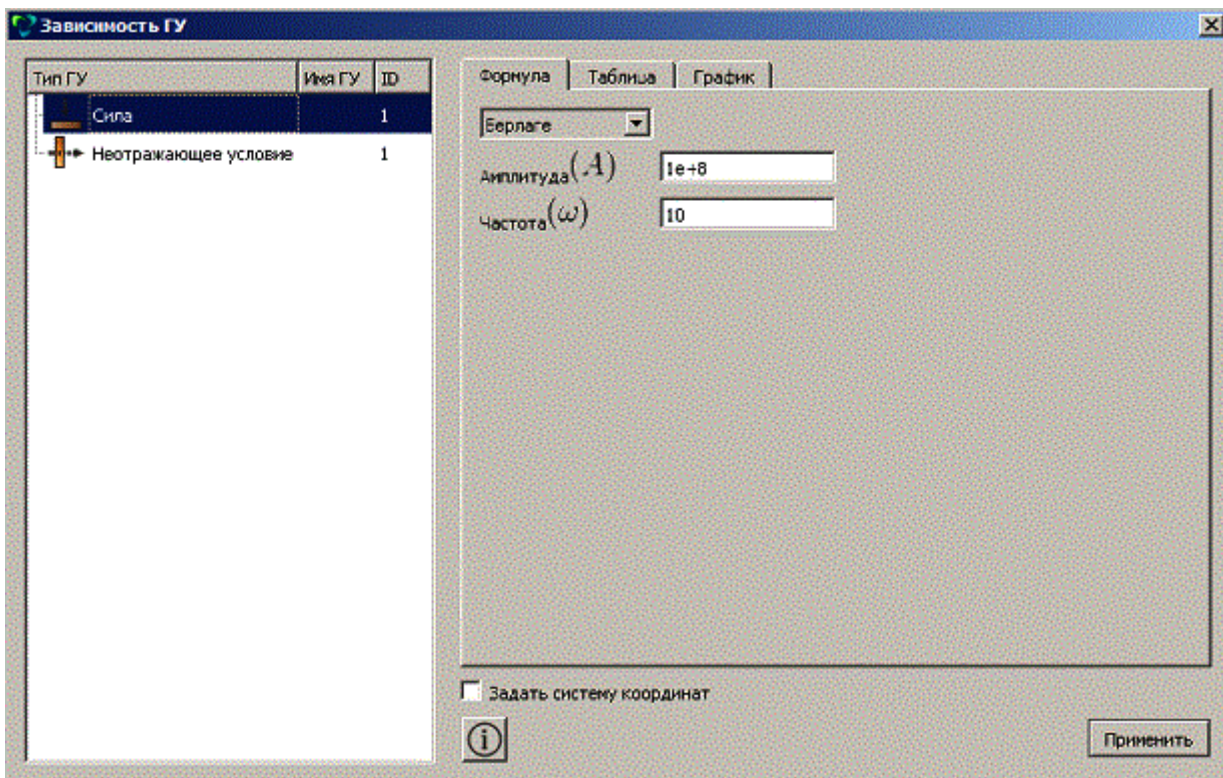 Зависимость ГУ
Тип ГУ Имя ГУ ID
Сила 1
Неотражающее условие 1
Формула Таблица График
Берлаге
Амплитуда(A) 1e+8
Частота(ω) 10
Задать систему координат
Применить